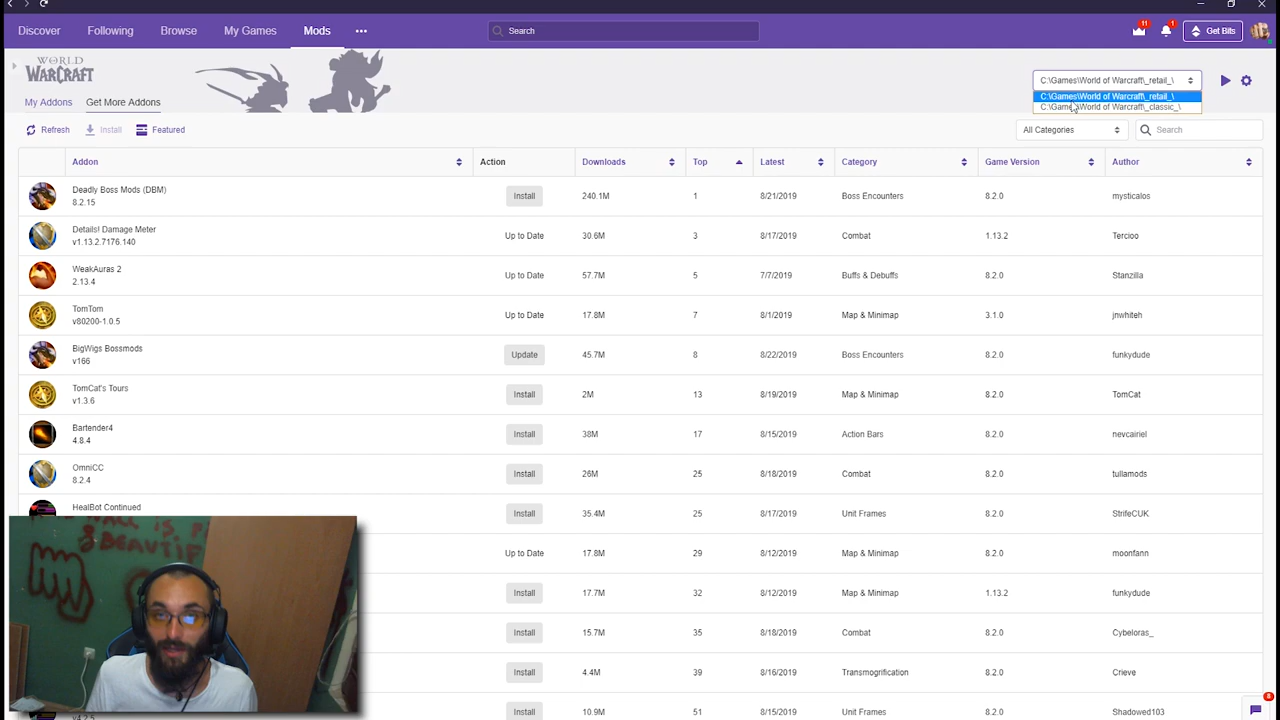 Discover Following Browse My Games Mods ••• Search 11 1 Get Bits
WORLD
WARCRAFT
C:\Games\World of Warcraft\_retail_\
C:\Games\World of Warcraft\_retail_\
C:\Games\World of Warcraft\_classic_\
My Addons Get More Addons
Refresh Install Featured All Categories Search
Addon Action Downloads Top Latest Category Game Version Author
Deadly Boss Mods (DBM)
8.2.15
Install 240.1M 1 8/21/2019 Boss Encounters 8.2.0 mysticalos
Details! Damage Meter
v1.13.2.7176.140
Up to Date 30.6M 3 8/17/2019 Combat 1.13.2 Tercioo
WeakAuras 2
2.13.4
Up to Date 57.7M 5 7/7/2019 Buffs & Debuffs 8.2.0 Stanzilla
TomTom
v80200-1.0.5
Up to Date 17.8M 7 8/1/2019 Map & Minimap 3.1.0 jnwhiteh
BigWigs Bossmods
v166
Update 45.7M 8 8/22/2019 Boss Encounters 8.2.0 funkydude
TomCat's Tours
v1.3.6
Install 2M 13 8/19/2019 Map & Minimap 8.2.0 TomCat
Bartender4
4.8.4
Install 38M 17 8/15/2019 Action Bars 8.2.0 nevcairiel
OmniCC
8.2.4
Install 26M 25 8/18/2019 Combat 8.2.0 tullamods
HealBot Continued
Install 35.4M 25 8/17/2019 Unit Frames 8.2.0 StrifeCUK
Up to Date 17.8M 29 8/12/2019 Map & Minimap 8.2.0 moonfann
Install 17.7M 32 8/12/2019 Map & Minimap 1.13.2 funkydude
Install 15.7M 35 8/18/2019 Combat 8.2.0 Cybeloras_
Install 4.4M 39 8/16/2019 Transmogrification 8.2.0 Crieve
v4.2.5
Install 10.9M 51 8/15/2019 Unit Frames 8.2.0 Shadowed103
8
WALL IS
BEAUTIF